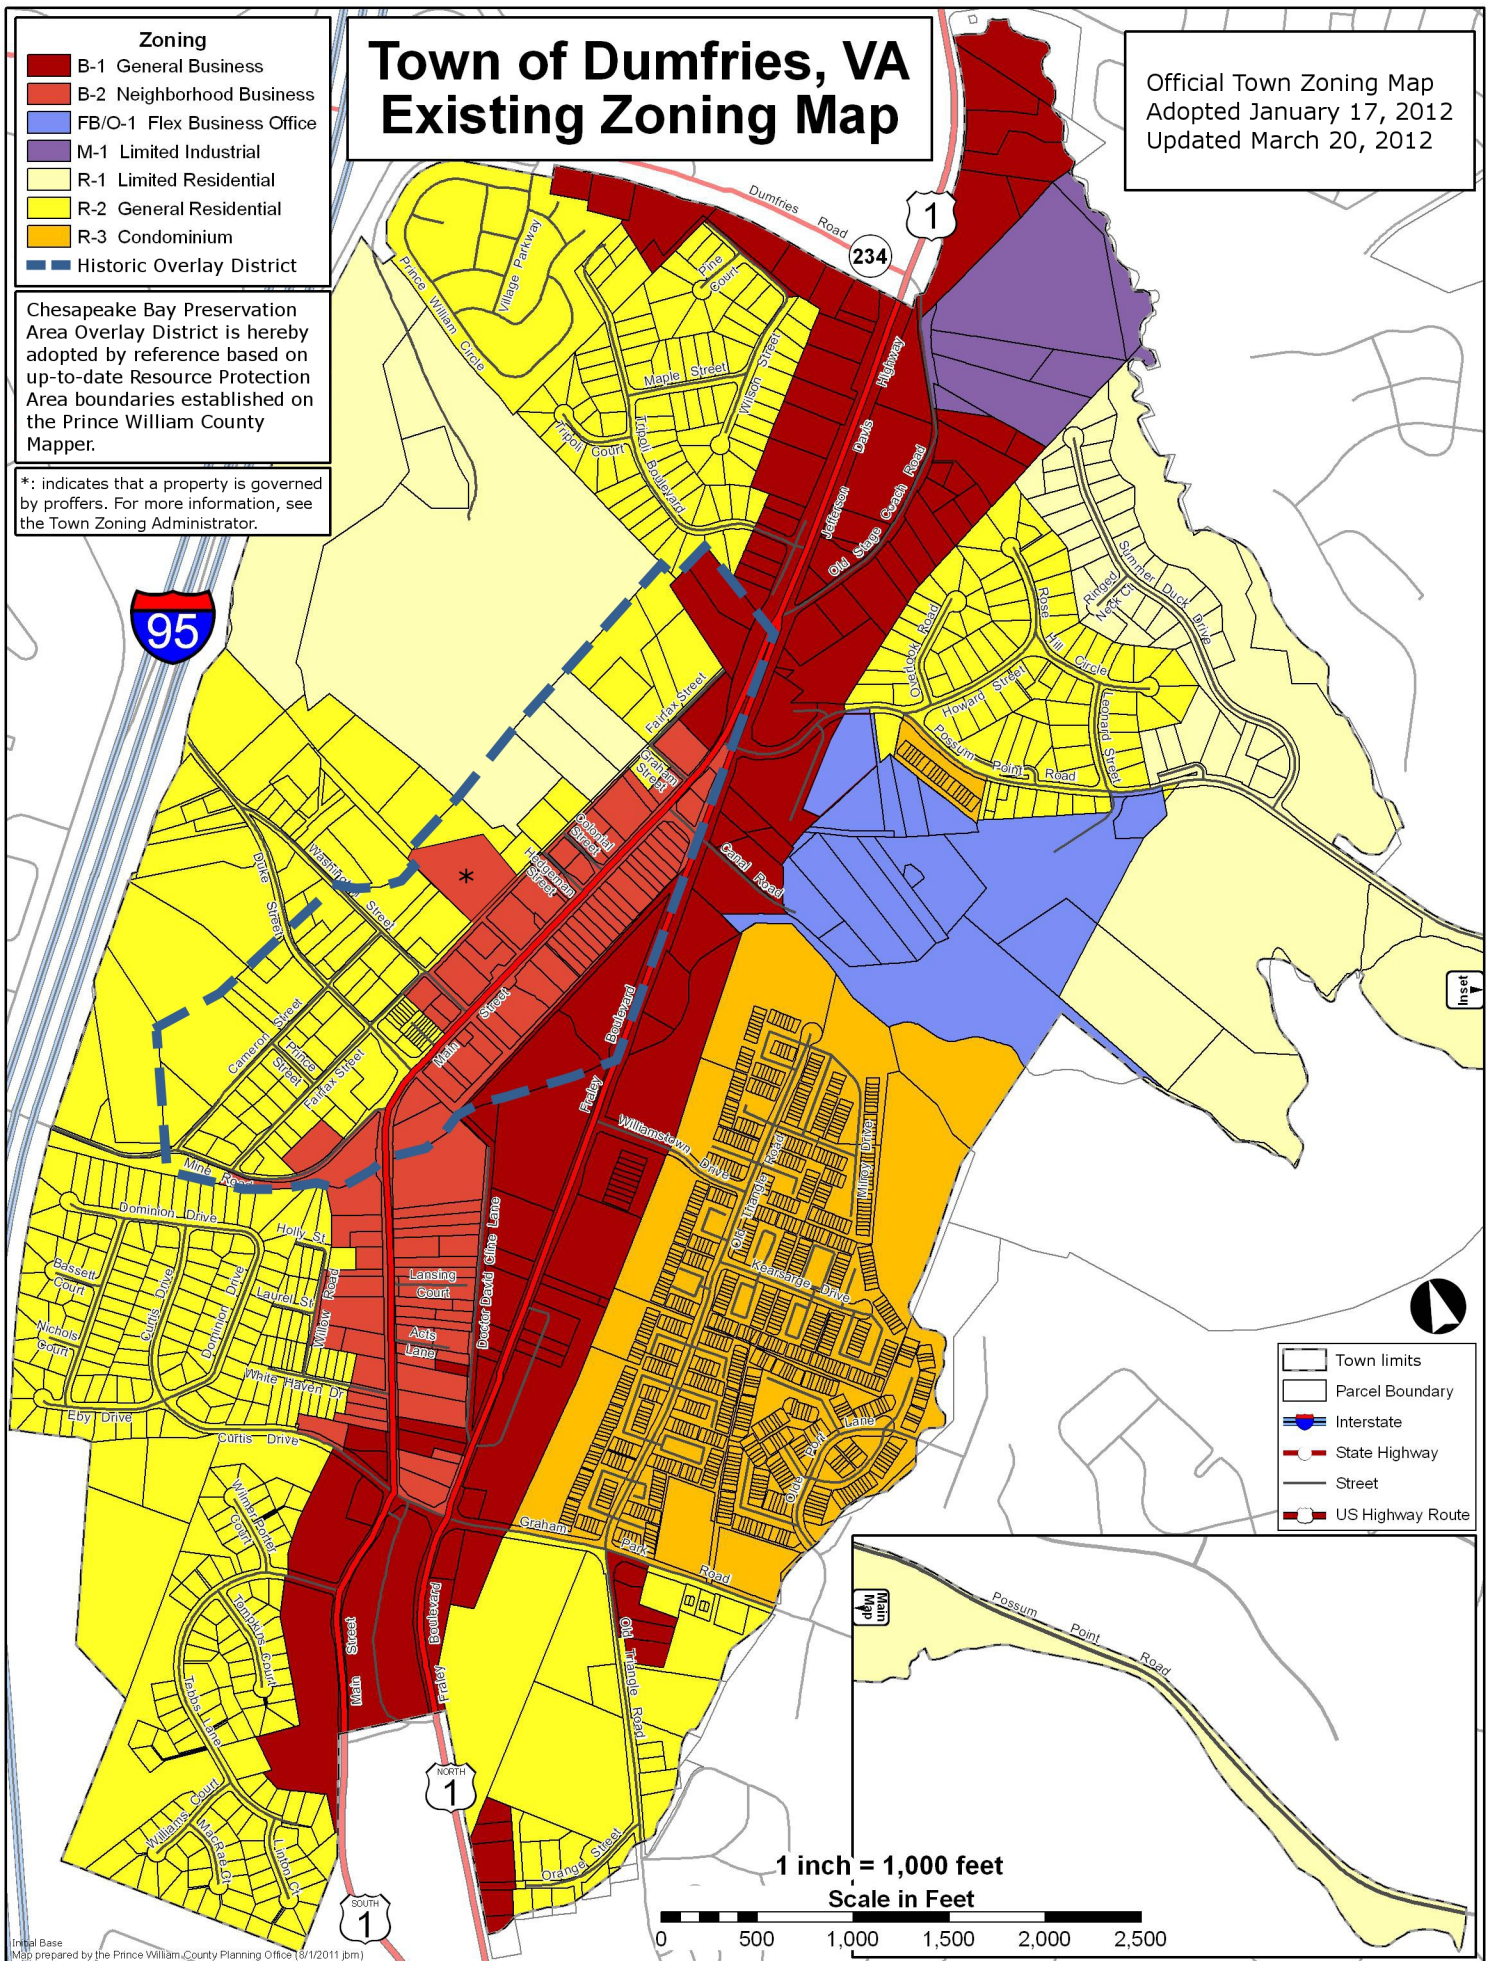 Town of Dumfries, VA
Existing Zoning Map
Official Town Zoning Map
Adopted January 17, 2012
Updated March 20, 2012
Zoning
B-1 General Business
B-2 Neighborhood Business
FB/O-1 Flex Business Office
M-1 Limited Industrial
R-1 Limited Residential
R-2 General Residential
R-3 Condominium
Historic Overlay District
Chesapeake Bay Preservation
Area Overlay District is hereby
adopted by reference based on
up-to-date Resource Protection
Area boundaries established on
the Prince William County
Mapper.
*: indicates that a property is governed
by proffers. For more information, see
the Town Zoning Administrator.
Dumfries Road
234
1
95
Village Parkway
Prince William Circle
Pine Court
Maple Street
Wilson Street
Tripoli Court
Tripoli Boulevard
Jefferson Davis Highway
Old Stage Coach Road
Summer Duck Drive
Ringed Neck Ct
Rose Hill Circle
Overlook Road
Howard Street
Leonard Street
Possum Point Road
Fairfax Street
Graham Street
Colonial Street
Hedgeman Street
Canal Road
*
Washington Street
Duke Street
Cameron Street
Prince Street
Fairfax Street
Main Street
Fraley Boulevard
Inset
Williamstown Drive
Old Triangle Road
Milroy Drive
Kearsarge Drive
Mine Road
Dominion Drive
Holly St
Bassett Court
Curtis Drive
Dominion Drive
Laurel St
Willow Road
Nichols Court
Lansing Court
Acts Lane
Doctor David Cline Lane
White Haven Dr
Eby Drive
Curtis Drive
Olde Port Lane
Graham Park Road
Wilmer Porter Court
Tompkins Court
Tebbs Lane
Main Street
Fraley Boulevard
Old Triangle Road
Williams Court
MacRae Ct
Linton Ct
Orange Street
NORTH
1
SOUTH
1
Town limits
Parcel Boundary
Interstate
State Highway
Street
US Highway Route
Main Map
Possum Point Road
1 inch = 1,000 feet
Scale in Feet
0 500 1,000 1,500 2,000 2,500
Initial Base
Map prepared by the Prince William County Planning Office (8/1/2011 jbm)